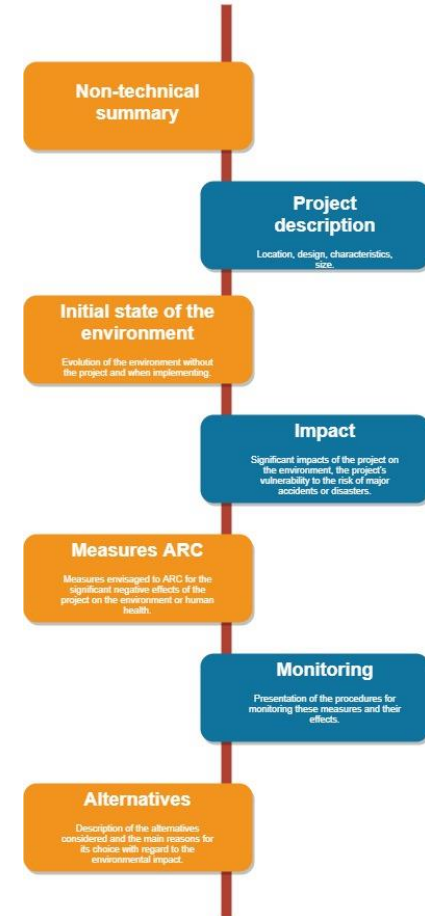 Non-technical
summary
Project
description
Location, design, characteristics,
size.
Initial state of the
environment
Evolution of the environment without
the project and when implementing.
Impact
Significant impacts of the project on
the environment, the project's
vulnerability to the risk of major
accidents or disasters.
Measures ARC
Measures envisaged to ARC for the
significant negative effects of the
project on the environment or human
health.
Monitoring
Presentation of the procedures for
monitoring these measures and their
effects.
Alternatives
Description of the alternatives
considered and the main reasons for
its choice with regard to the
environmental impact.